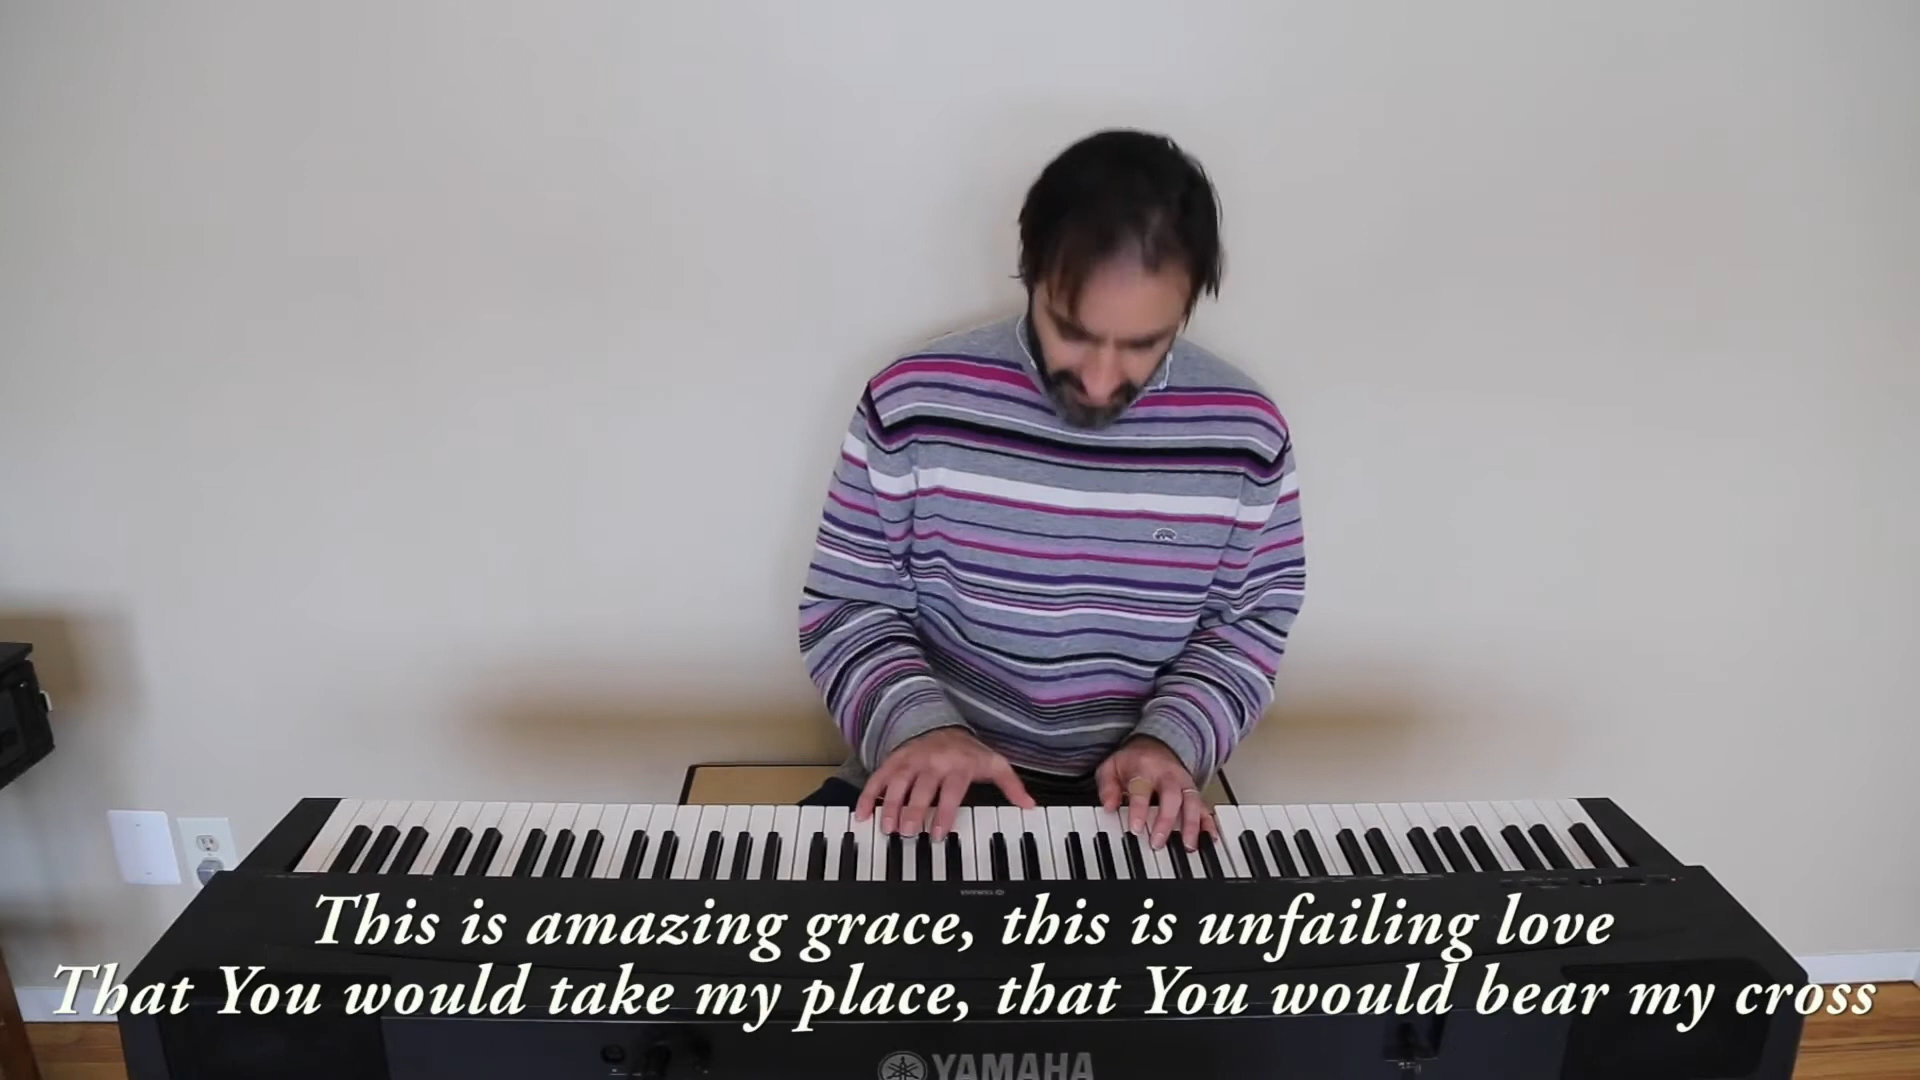 This is amazing grace, this is unfailing love
That You would take my place, that You would bear my cross
YAMAHA